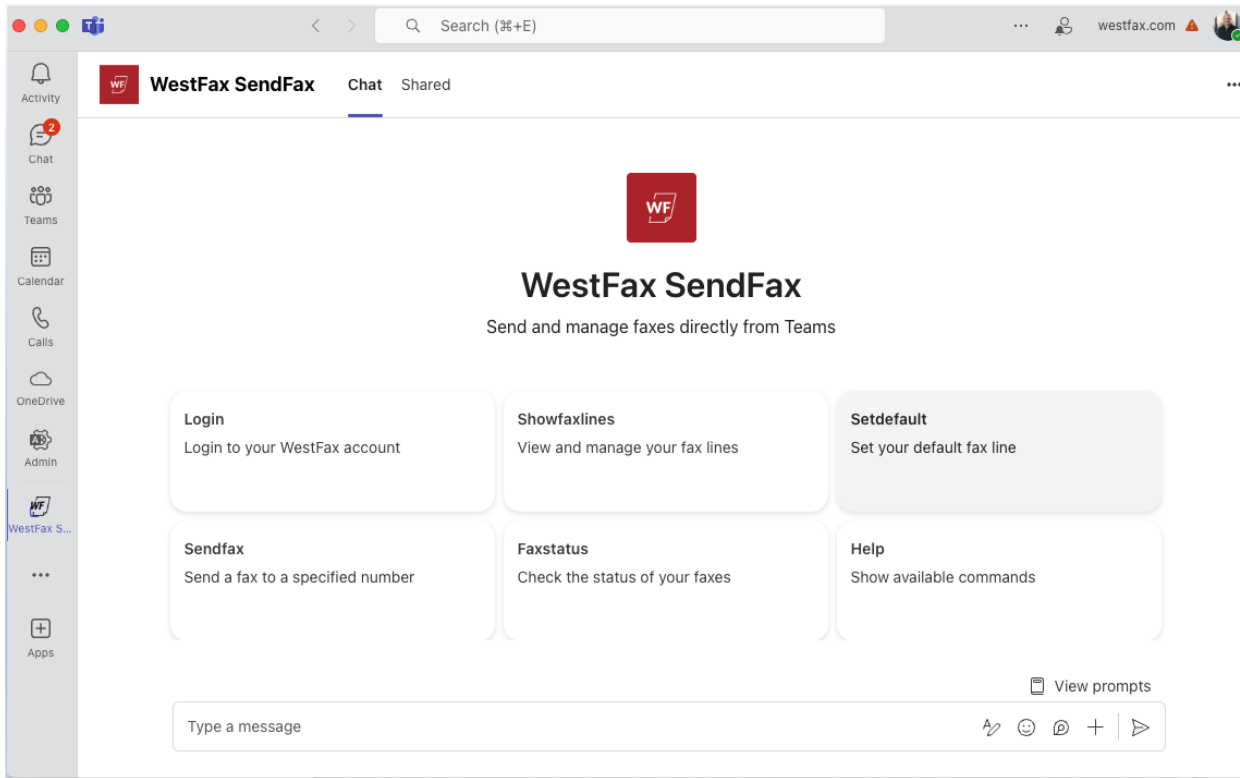 Search (⌘+E)
westfax.com
WF
WestFax SendFax
Chat
Shared
Activity
2
Chat
Teams
Calendar
Calls
OneDrive
Admin
WF
WestFax S...
Apps
WF
WestFax SendFax
Send and manage faxes directly from Teams
Login
Login to your WestFax account
Showfaxlines
View and manage your fax lines
Setdefault
Set your default fax line
Sendfax
Send a fax to a specified number
Faxstatus
Check the status of your faxes
Help
Show available commands
View prompts
Type a message